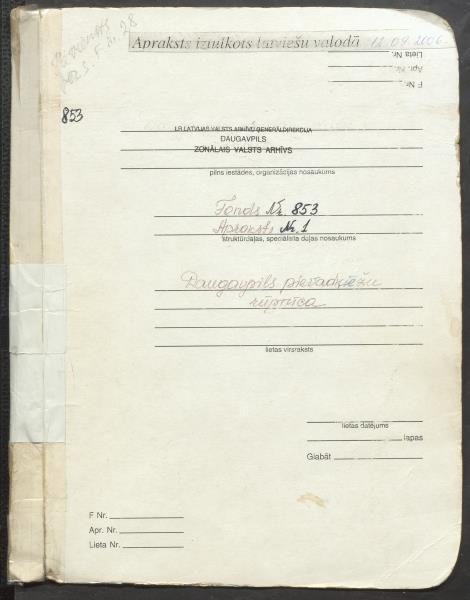 Apraksts iztulkots latviešu valodā 12.09.2006.
Lieta Nr.
Apr. Nr.
F Nr.
853
LR LATVIJAS VALSTS ARHĪVU ĢENERĀLDIREKCIJA
DAUGAVPILS
ZONĀLAIS VALSTS ARHĪVS
pilns iestādes, organizācijas nosaukums
Fonds Nr. 853
Apraksts Nr. 1
struktūrdaļas, speciālista daļas nosaukums
Daugavpils pievadķēžu
rūpnīca
lietas virsraksts
lietas datējums
lapas
Glabāt
F Nr.
Apr. Nr.
Lieta Nr.